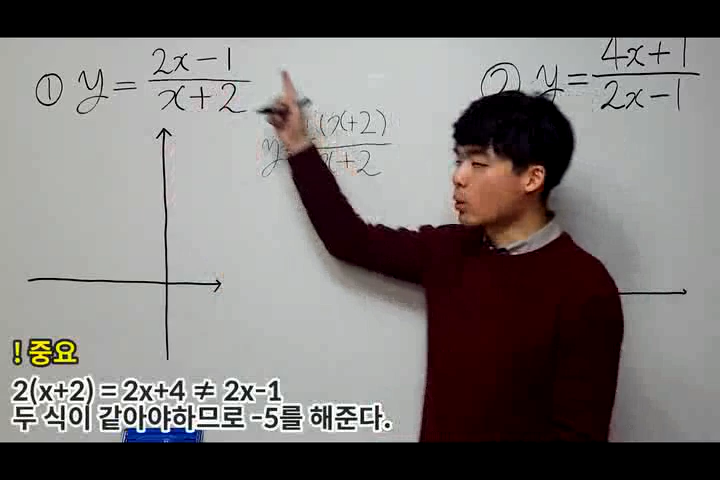 ① y = (2x-1)/(x+2)
② y = (4x+1)/(2x-1)
y= (x+2)/(x+2)
! 중요
2(x+2) = 2x+4 ≠ 2x-1
두 식이 같아야하므로 -5를 해준다.